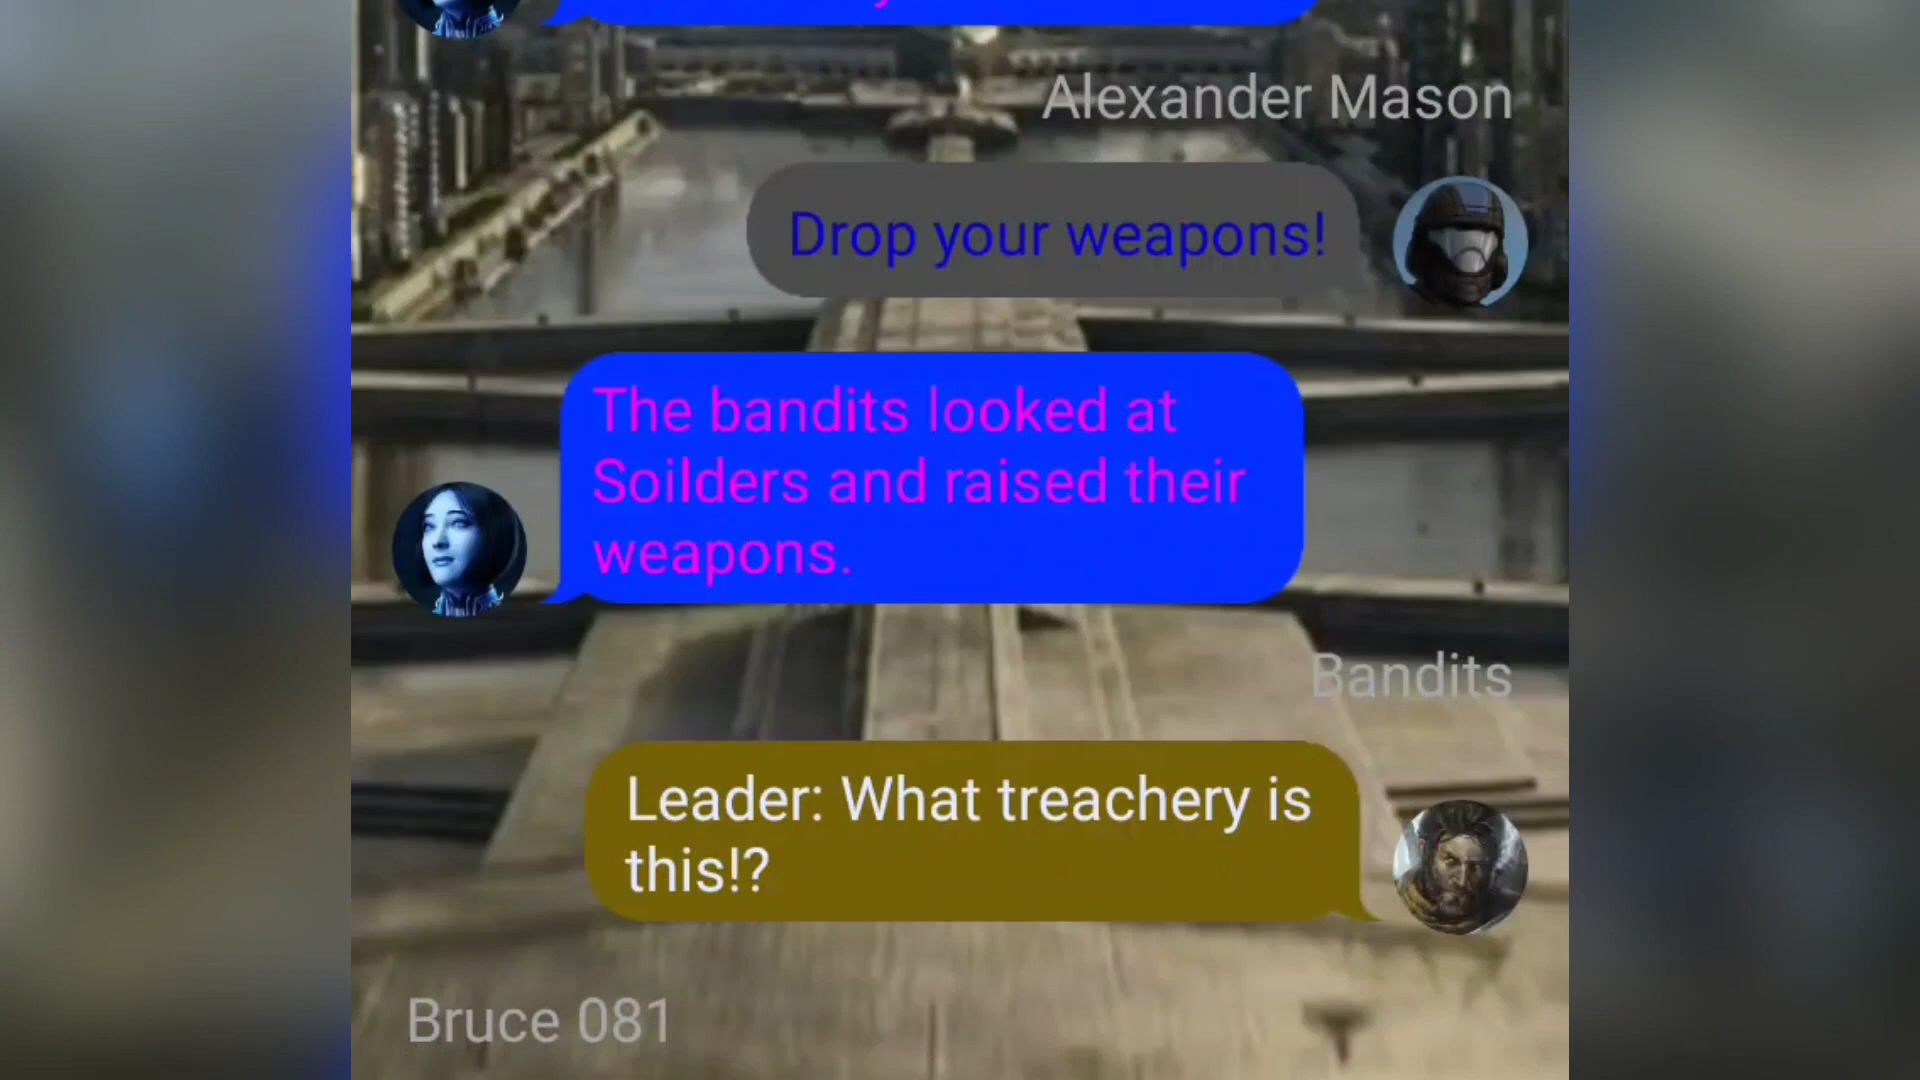 Alexander Mason
Drop your weapons!
The bandits looked at
Soilders and raised their
weapons.
Bandits
Leader: What treachery is
this!?
Bruce 081